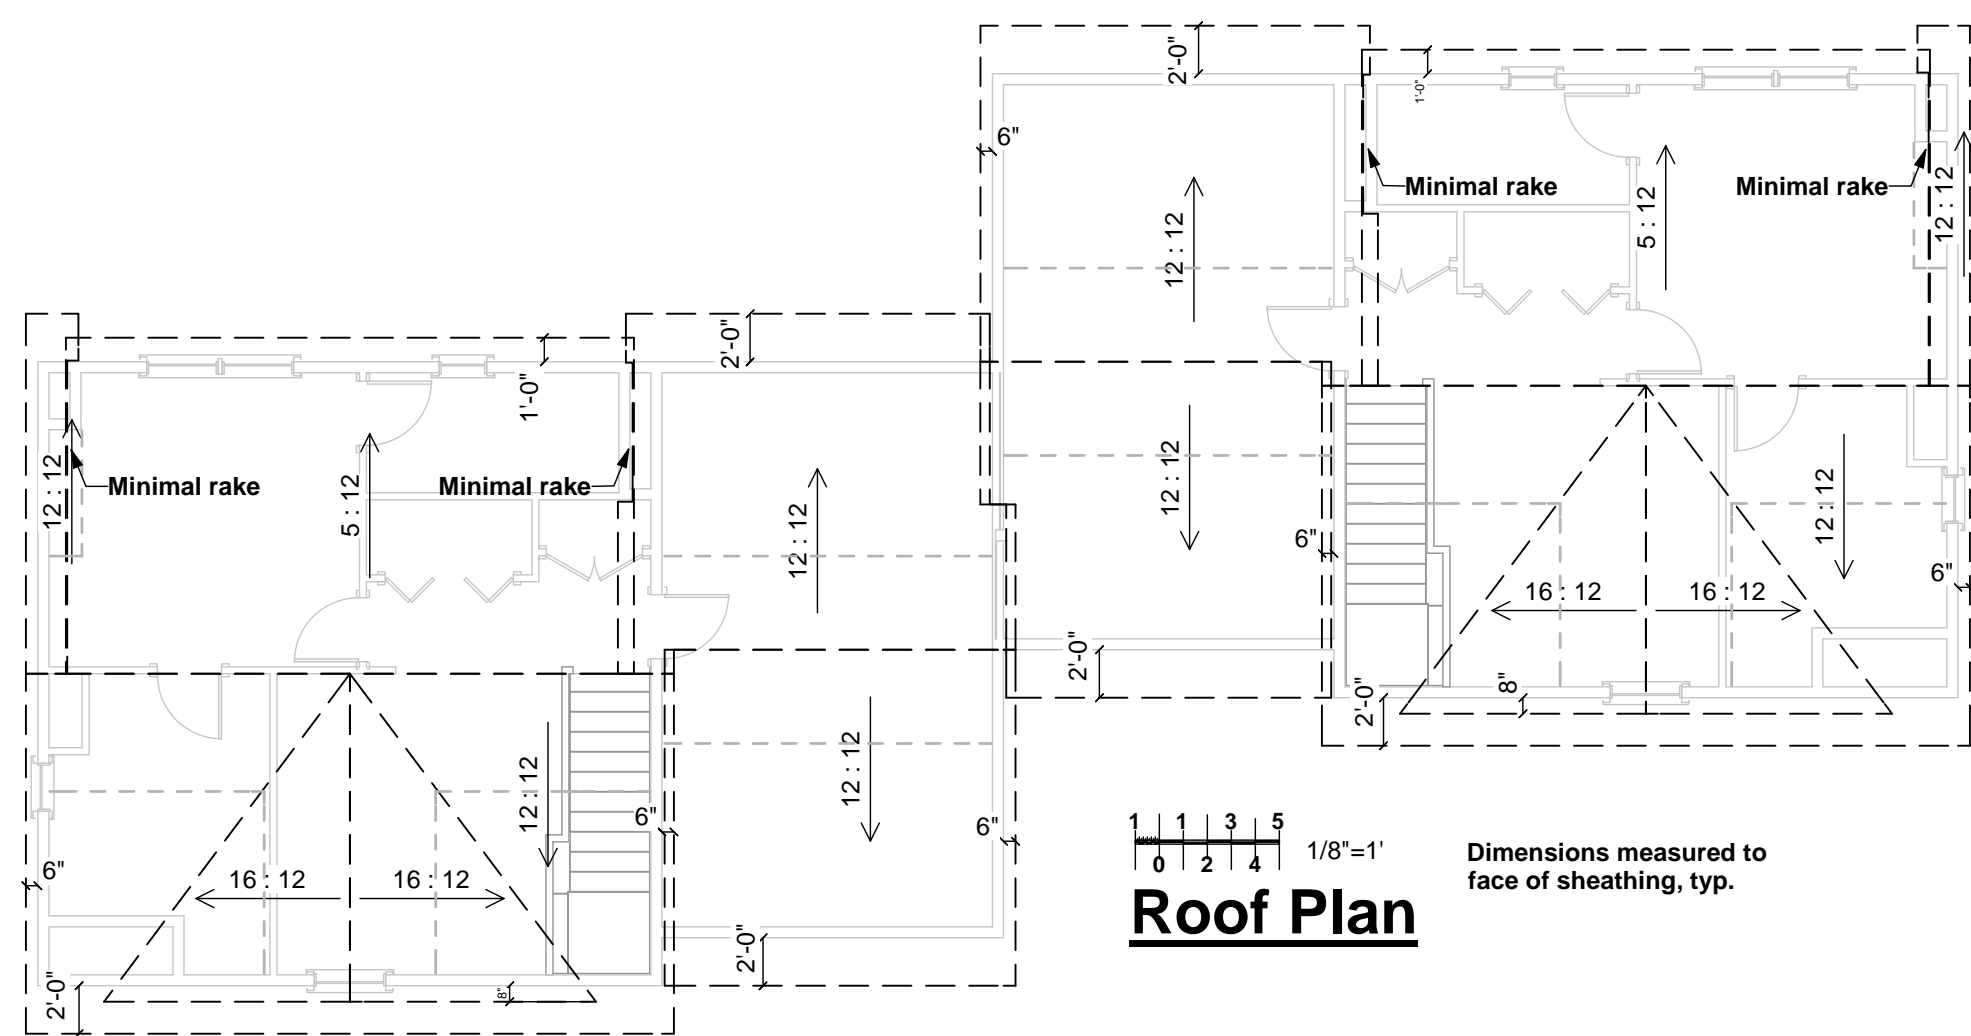 2'-0"
1'-0"
6"
Minimal rake
Minimal rake
12 : 12
5 : 12
12 : 12
2'-0"
1'-0"
12 : 12
5 : 12
Minimal rake
Minimal rake
12 : 12
12 : 12
12 : 12
6"
6"
16 : 12
16 : 12
2'-0"
8"
2'-0"
12 : 12
12 : 12
6"
6"
6"
16 : 12
16 : 12
2'-0"
8"
2'-0"
1 1 3 5
0 2 4
1/8"=1'
Roof Plan
Dimensions measured to
face of sheathing, typ.